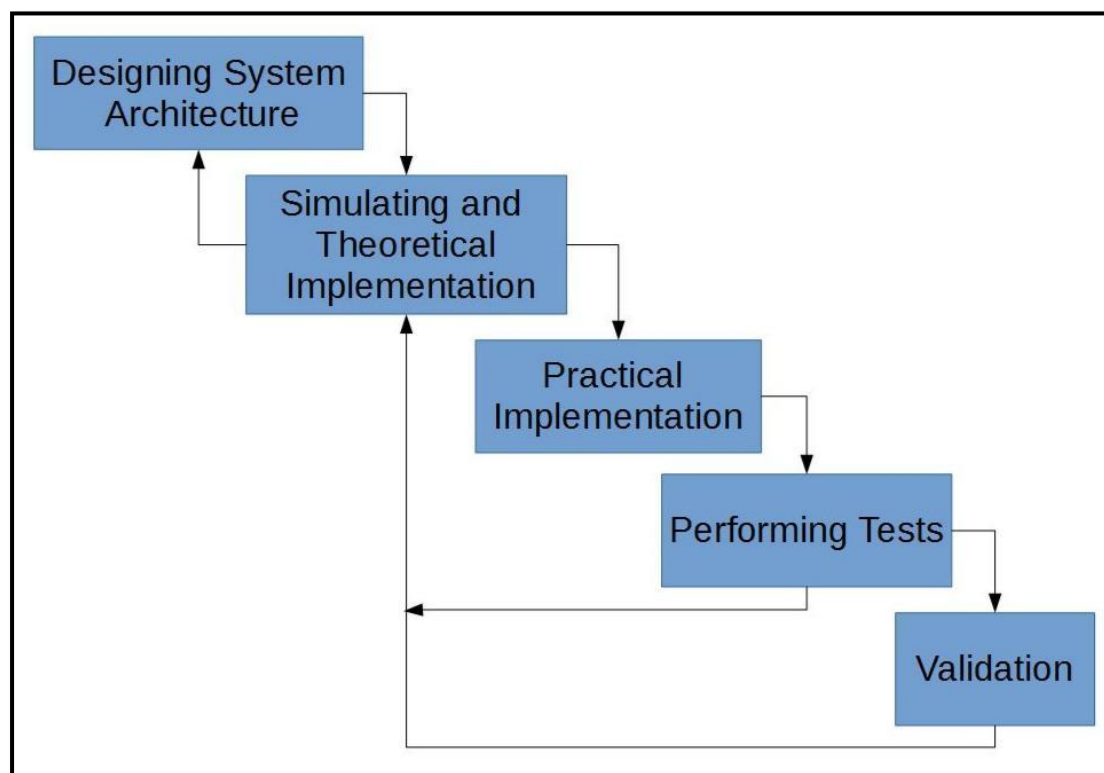 Designing System
Architecture
Simulating and
Theoretical
Implementation
Practical
Implementation
Performing Tests
Validation